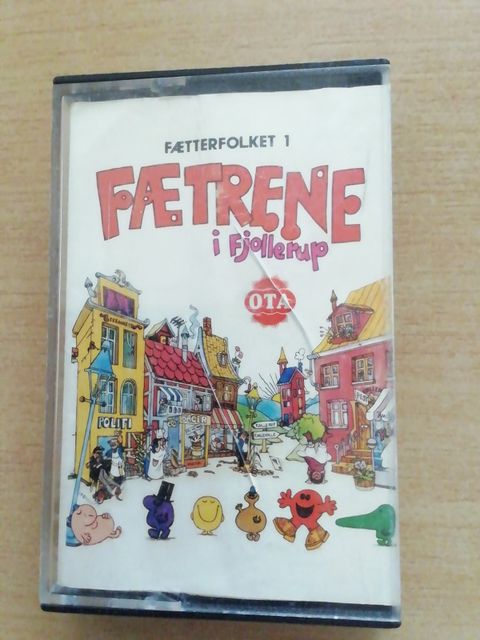 FÆTTERFOLKET 1
FÆTRENE
i Fjollerup
OTA
POLITI